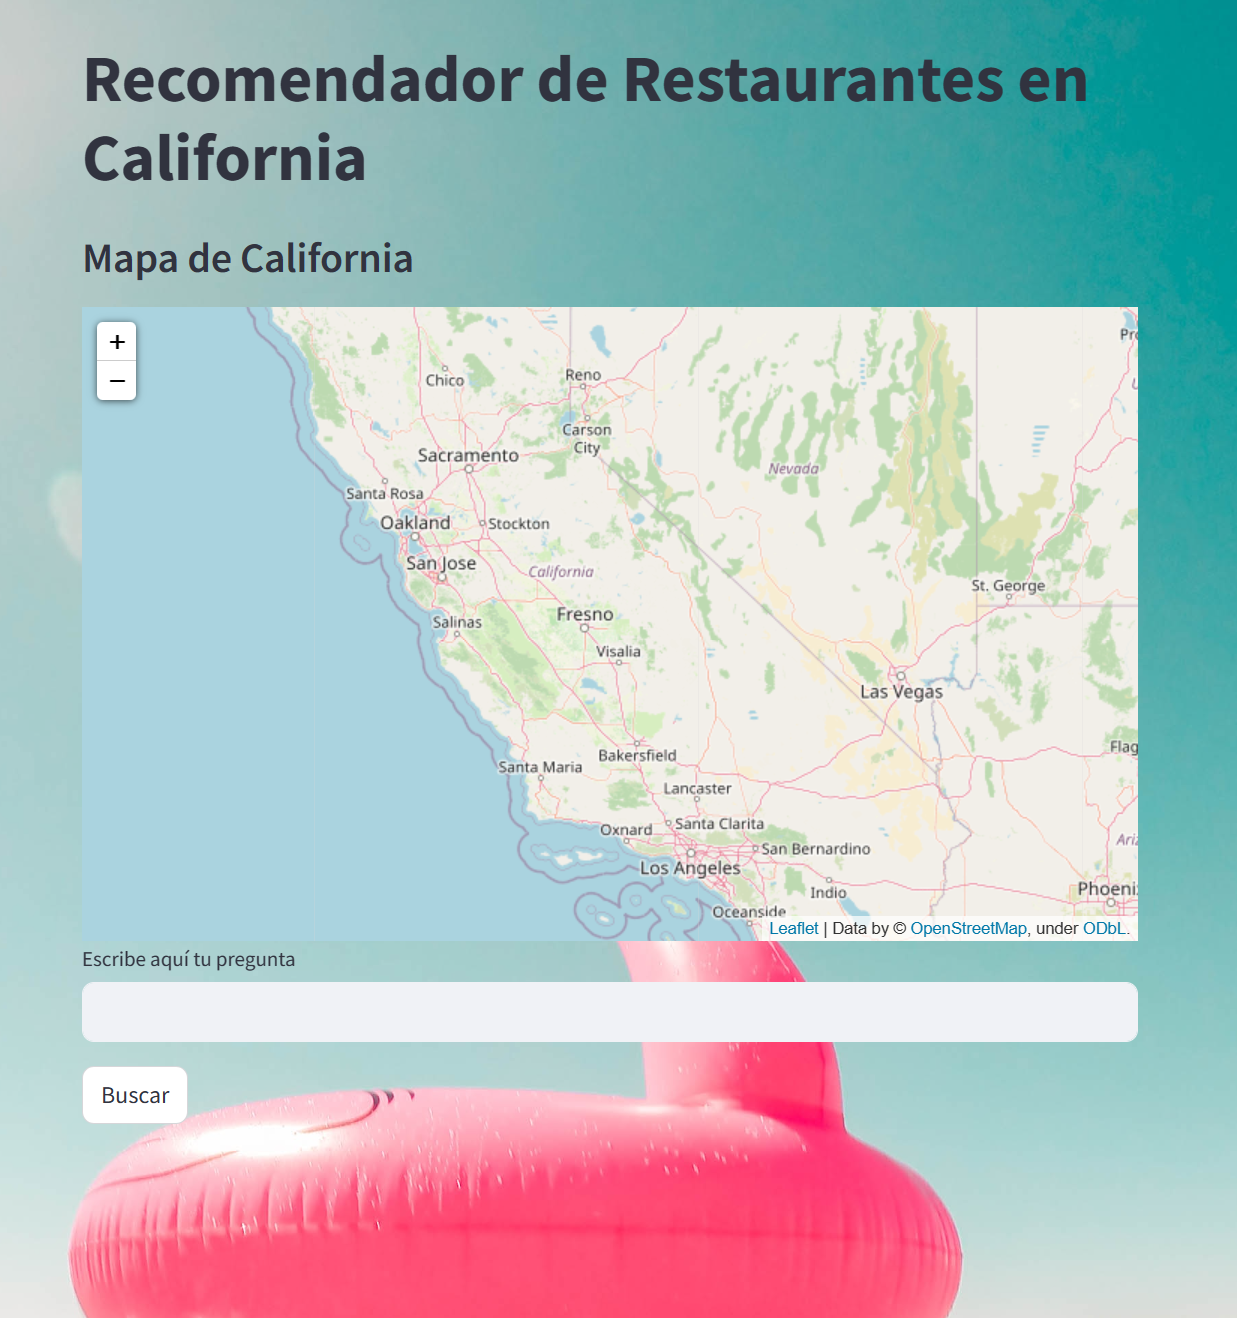 Recomendador de Restaurantes en
California
Mapa de California
+
−
Chico
Reno
Carson
City
Sacramento
Nevada
Santa Rosa
Oakland
Stockton
San Jose
California
St. George
Fresno
Salinas
Visalia
Las Vegas
Bakersfield
Flag
Santa Maria
Lancaster
Oxnard
Santa Clarita
San Bernardino
Los Angeles
Indio
Phoeni
Oceanside
Leaflet | Data by © OpenStreetMap, under ODbL.
Escribe aquí tu pregunta
Buscar